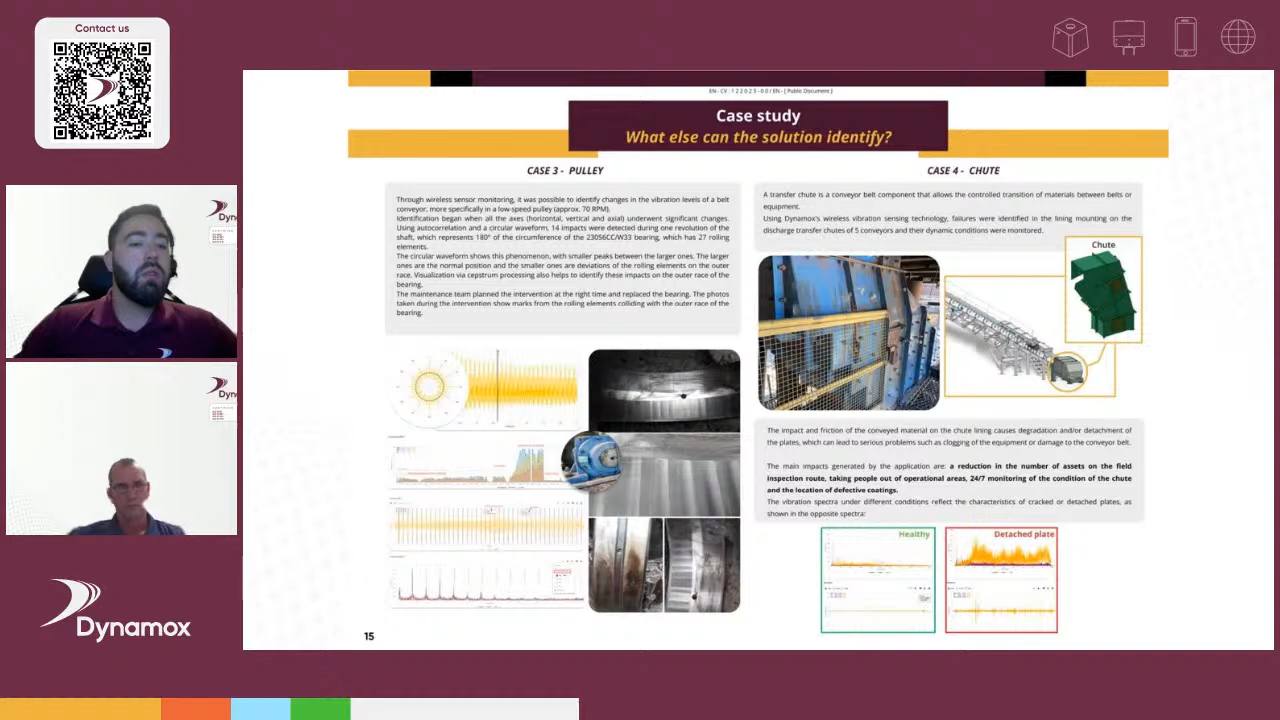 Contact us
EN - CV : 1 2 2 0 2 3 - 0 0 / EN - [ Public Document ]
Case study
What else can the solution identify?
CASE 3 - PULLEY
Through wireless sensor monitoring, it was possible to identify changes in the vibration levels of a belt
conveyor, more specifically in a low-speed pulley (approx. 70 RPM).
Identification began when all the axes (horizontal, vertical and axial) underwent significant changes.
Using autocorrelation and a circular waveform, 14 impacts were detected during one revolution of the
shaft, which represents 180° of the circumference of the 23056CC/W33 bearing, which has 27 rolling
elements.
The circular waveform shows this phenomenon, with smaller peaks between the larger ones. The larger
ones are the normal position and the smaller ones are deviations of the rolling elements on the outer
race. Visualization via cepstrum processing also helps to identify these impacts on the outer race of the
bearing.
The maintenance team planned the intervention at the right time and replaced the bearing. The photos
taken during the intervention show marks from the rolling elements colliding with the outer race of the
bearing.
CASE 4 - CHUTE
A transfer chute is a conveyor belt component that allows the controlled transition of materials between belts or
equipment.
Using Dynamox's wireless vibration sensing technology, failures were identified in the lining mounting on the
discharge transfer chutes of 5 conveyors and their dynamic conditions were monitored.
Chute
The impact and friction of the conveyed material on the chute lining causes degradation and/or detachment of
the plates, which can lead to serious problems such as clogging of the equipment or damage to the conveyor belt.
The main impacts generated by the application are: a reduction in the number of assets on the field
inspection route, taking people out of operational areas, 24/7 monitoring of the condition of the chute
and the location of defective coatings.
The vibration spectra under different conditions reflect the characteristics of cracked or detached plates, as
shown in the opposite spectra:
Healthy
Detached plate
15
Dyn
Dyn
Dynamox